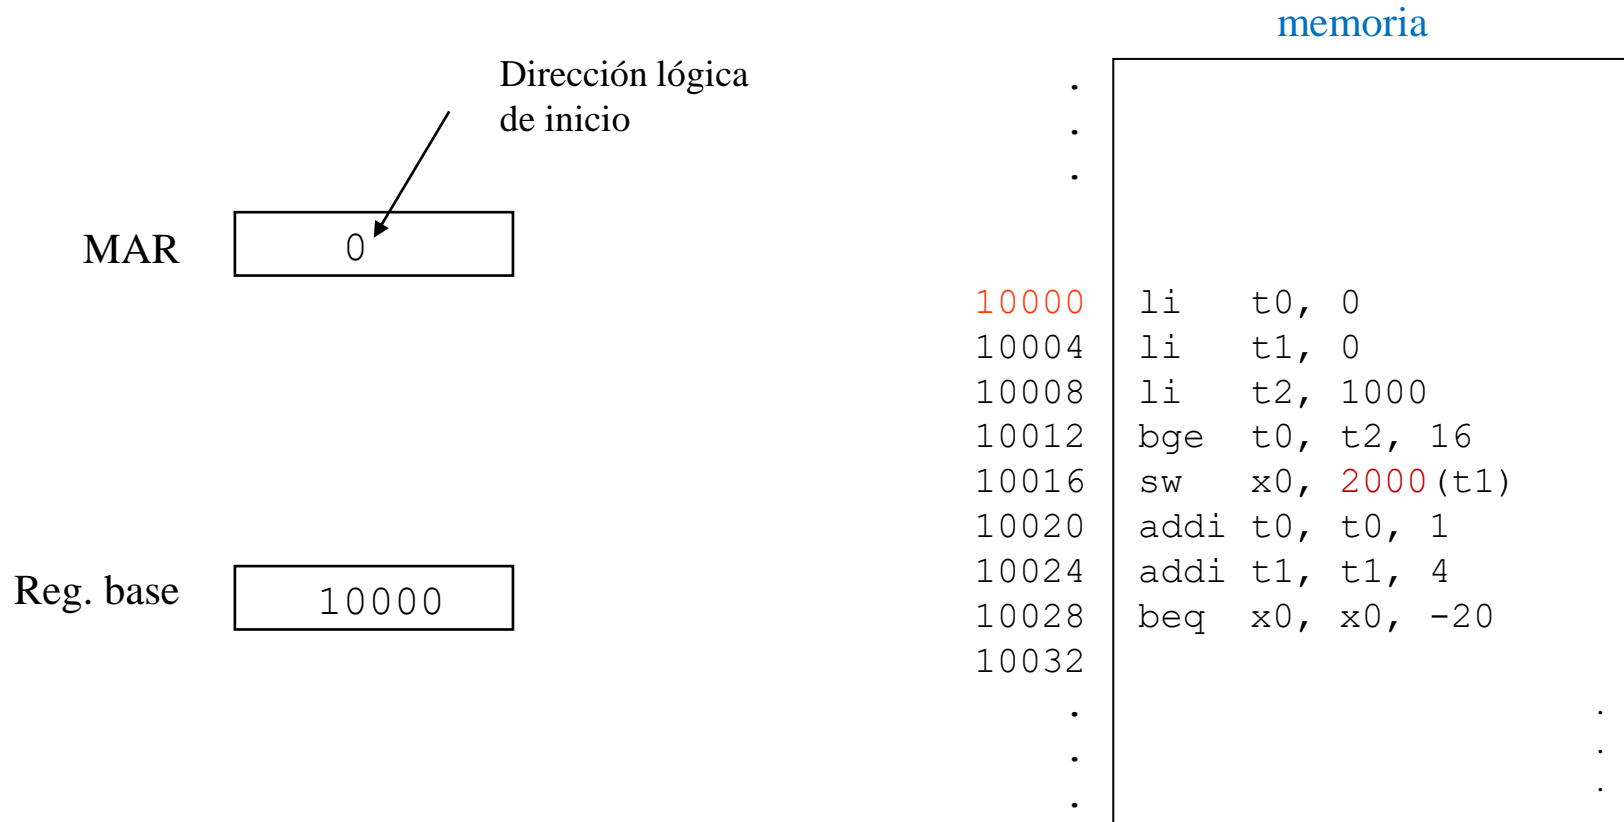 memoria
Dirección lógica
de inicio
MAR 0
10000 li t0, 0
10004 li t1, 0
10008 li t2, 1000
10012 bge t0, t2, 16
10016 sw x0, 2000(t1)
10020 addi t0, t0, 1
10024 addi t1, t1, 4
10028 beq x0, x0, -20
10032
Reg. base 10000